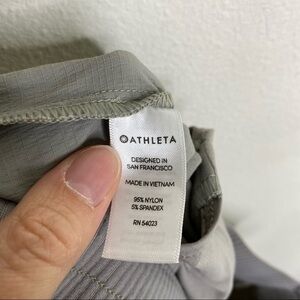 ATHLETA
DESIGNED IN
SAN FRANCISCO
MADE IN VIETNAM
95% NYLON
5% SPANDEX
RN 54023